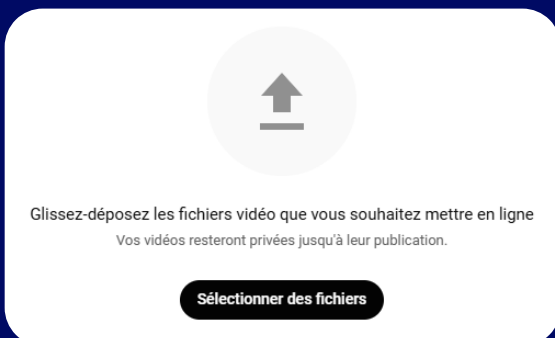 Glissez-déposez les fichiers vidéo que vous souhaitez mettre en ligne
Vos vidéos resteront privées jusqu'à leur publication.
Sélectionner des fichiers